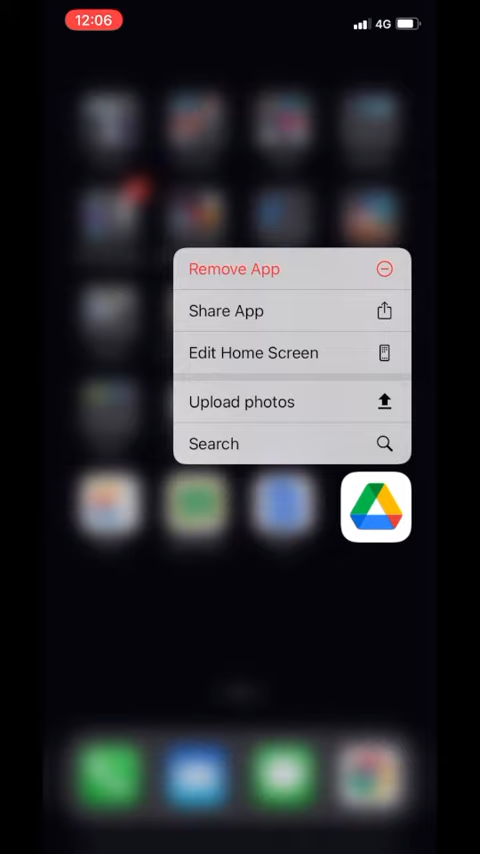 12:06
4G
Remove App
Share App
Edit Home Screen
Upload photos
Search